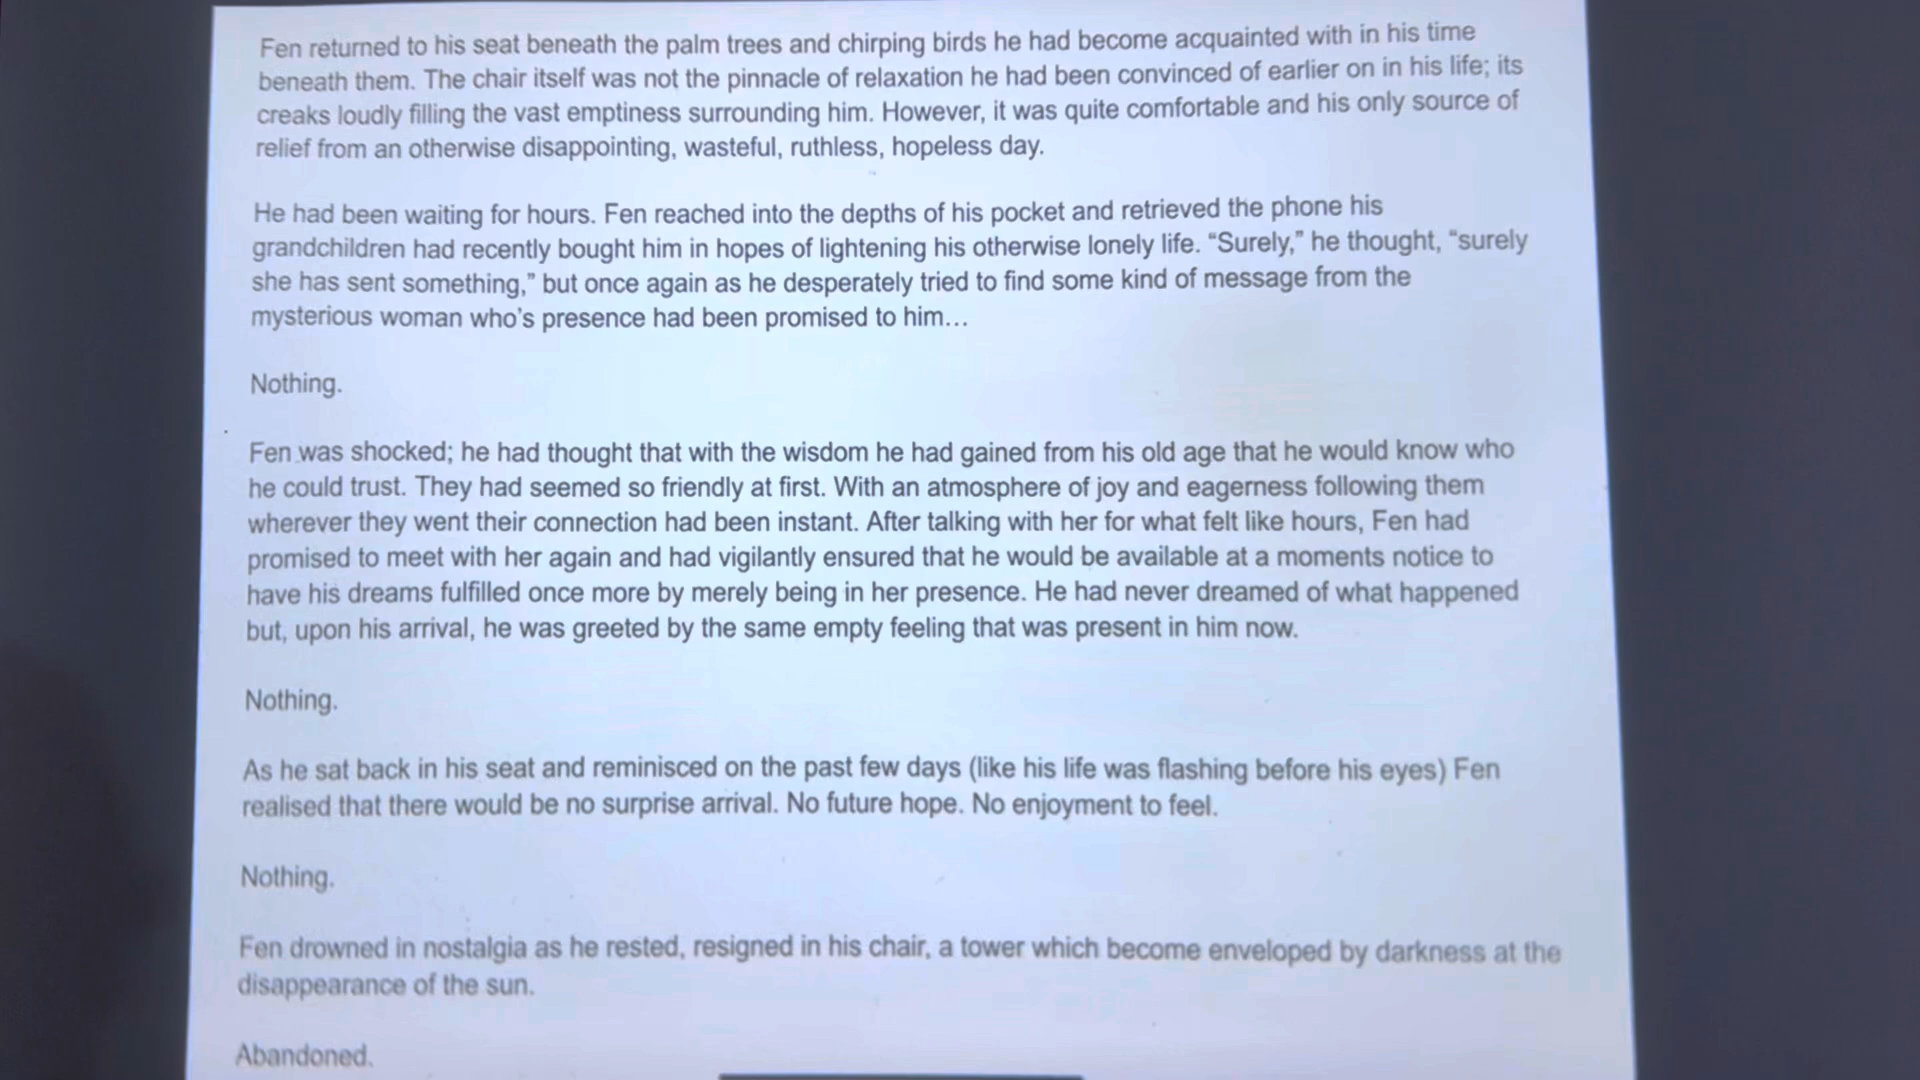 Fen returned to his seat beneath the palm trees and chirping birds he had become acquainted with in his time
beneath them. The chair itself was not the pinnacle of relaxation he had been convinced of earlier on in his life; its
creaks loudly filling the vast emptiness surrounding him. However, it was quite comfortable and his only source of
relief from an otherwise disappointing, wasteful, ruthless, hopeless day.
He had been waiting for hours. Fen reached into the depths of his pocket and retrieved the phone his
grandchildren had recently bought him in hopes of lightening his otherwise lonely life. “Surely,” he thought, “surely
she has sent something,” but once again as he desperately tried to find some kind of message from the
mysterious woman who’s presence had been promised to him…
Nothing.
Fen was shocked; he had thought that with the wisdom he had gained from his old age that he would know who
he could trust. They had seemed so friendly at first. With an atmosphere of joy and eagerness following them
wherever they went their connection had been instant. After talking with her for what felt like hours, Fen had
promised to meet with her again and had vigilantly ensured that he would be available at a moments notice to
have his dreams fulfilled once more by merely being in her presence. He had never dreamed of what happened
but, upon his arrival, he was greeted by the same empty feeling that was present in him now.
Nothing.
As he sat back in his seat and reminisced on the past few days (like his life was flashing before his eyes) Fen
realised that there would be no surprise arrival. No future hope. No enjoyment to feel.
Nothing.
Fen drowned in nostalgia as he rested, resigned in his chair, a tower which become enveloped by darkness at the
disappearance of the sun.
Abandoned.